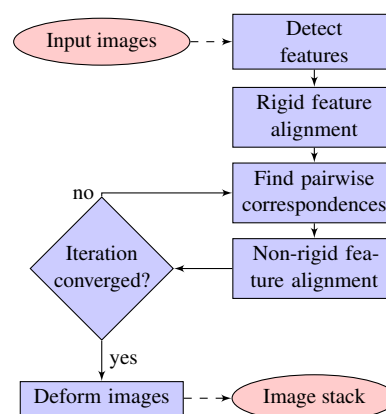 Input images
Detect
features
Rigid feature
alignment
Find pairwise
correspondences
no
Iteration
converged?
Non-rigid fea-
ture alignment
yes
Deform images
Image stack